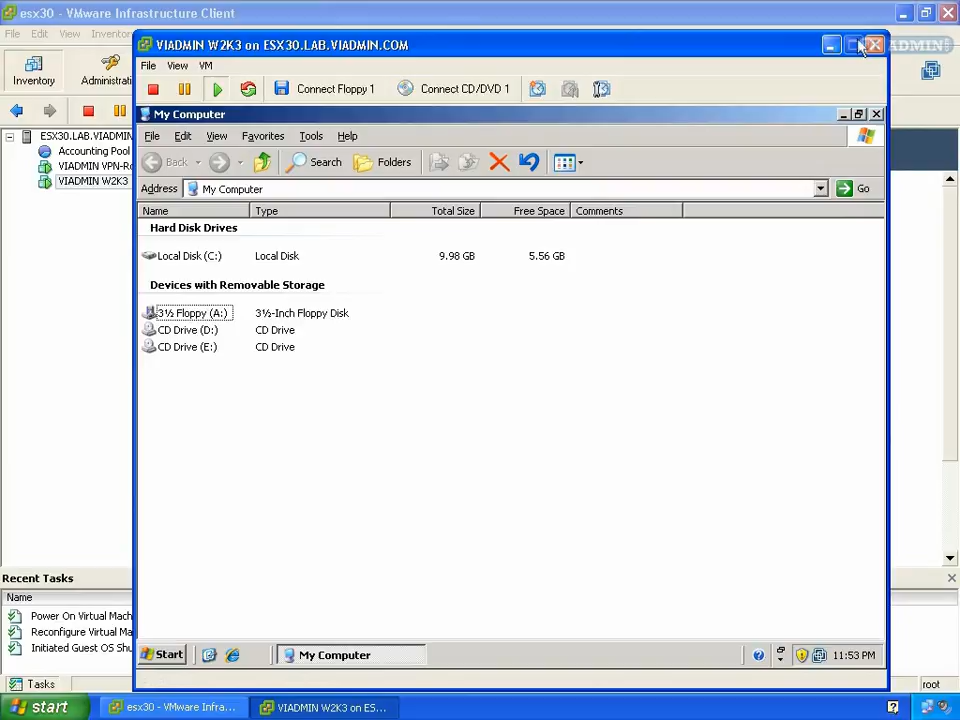 esx30 - VMware Infrastructure Client
File Edit View Inventory
VIADMIN W2K3 on ESX30.LAB.VIADMIN.COM
ADMIN
File View VM
Inventory
Administrati
Connect Floppy 1
Connect CD/DVD 1
My Computer
File Edit View Favorites Tools Help
Back
Search
Folders
Address
My Computer
Go
ESX30.LAB.VIADMIN
Accounting Pool
VIADMIN VPN-Ro
VIADMIN W2K3
Name Type Total Size Free Space Comments
Hard Disk Drives
Local Disk (C:) Local Disk 9.98 GB 5.56 GB
Devices with Removable Storage
3½ Floppy (A:) 3½-Inch Floppy Disk
CD Drive (D:) CD Drive
CD Drive (E:) CD Drive
Recent Tasks
Name
Power On Virtual Mach
Reconfigure Virtual Ma
Initiated Guest OS Shu
Start
My Computer
11:53 PM
Tasks
root
start
esx30 - VMware Infra...
VIADMIN W2K3 on ES...